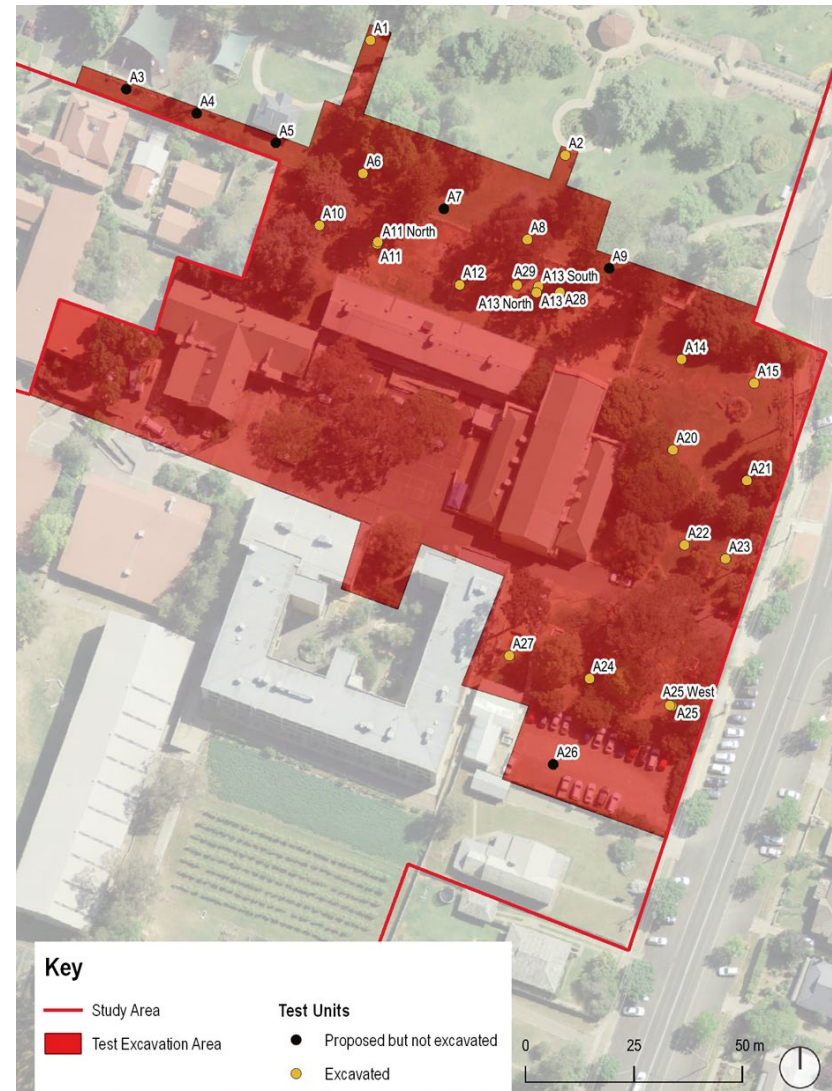 A1
A3
A4
A5
A2
A6
A7
A10
A11 North
A11
A8
A9
A12
A29
A13 South
A13 North
A13
A28
A14
A15
A20
A21
A22
A23
A27
A24
A25 West
A25
A26
Key
Study Area
Test Excavation Area
Test Units
Proposed but not excavated
Excavated
0 25 50 m